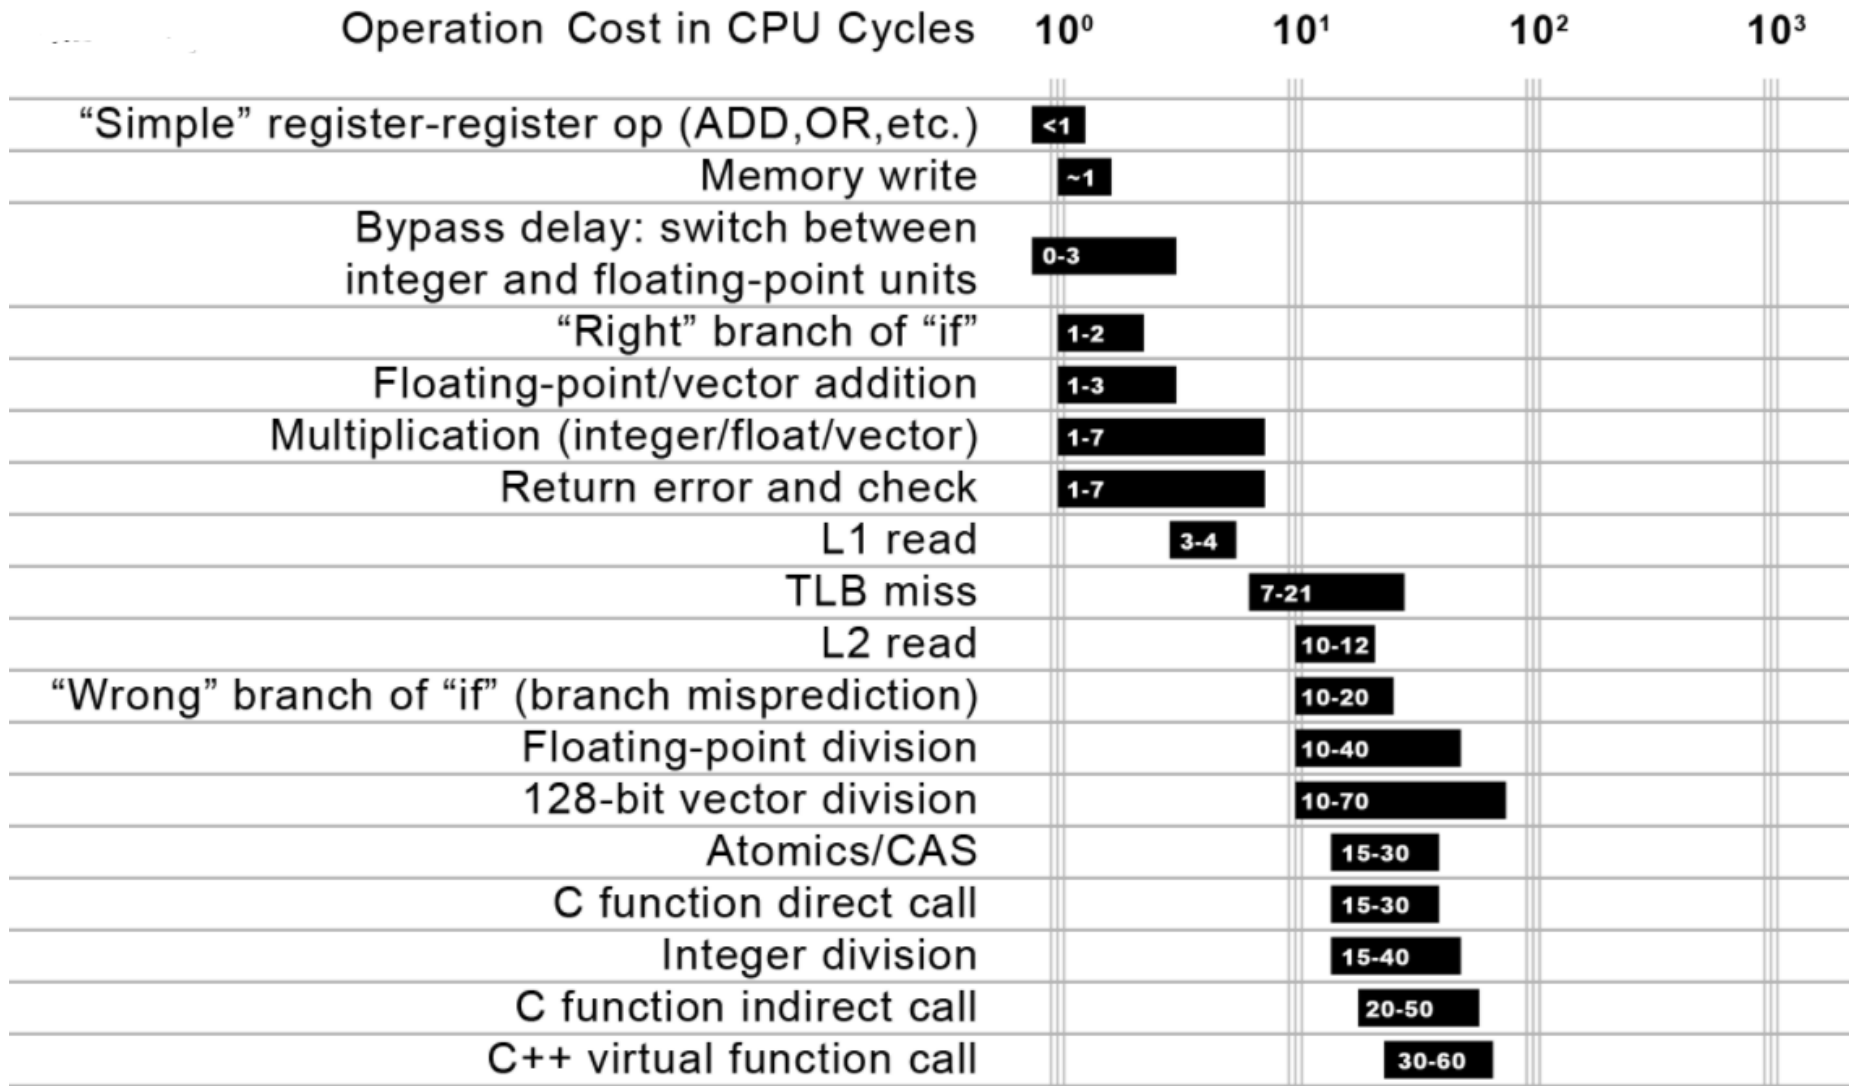 Operation Cost in CPU Cycles 10⁰ 10¹ 10² 10³
“Simple” register-register op (ADD,OR,etc.) <1
Memory write ~1
Bypass delay: switch between
integer and floating-point units 0-3
“Right” branch of “if” 1-2
Floating-point/vector addition 1-3
Multiplication (integer/float/vector) 1-7
Return error and check 1-7
L1 read 3-4
TLB miss 7-21
L2 read 10-12
“Wrong” branch of “if” (branch misprediction) 10-20
Floating-point division 10-40
128-bit vector division 10-70
Atomics/CAS 15-30
C function direct call 15-30
Integer division 15-40
C function indirect call 20-50
C++ virtual function call 30-60